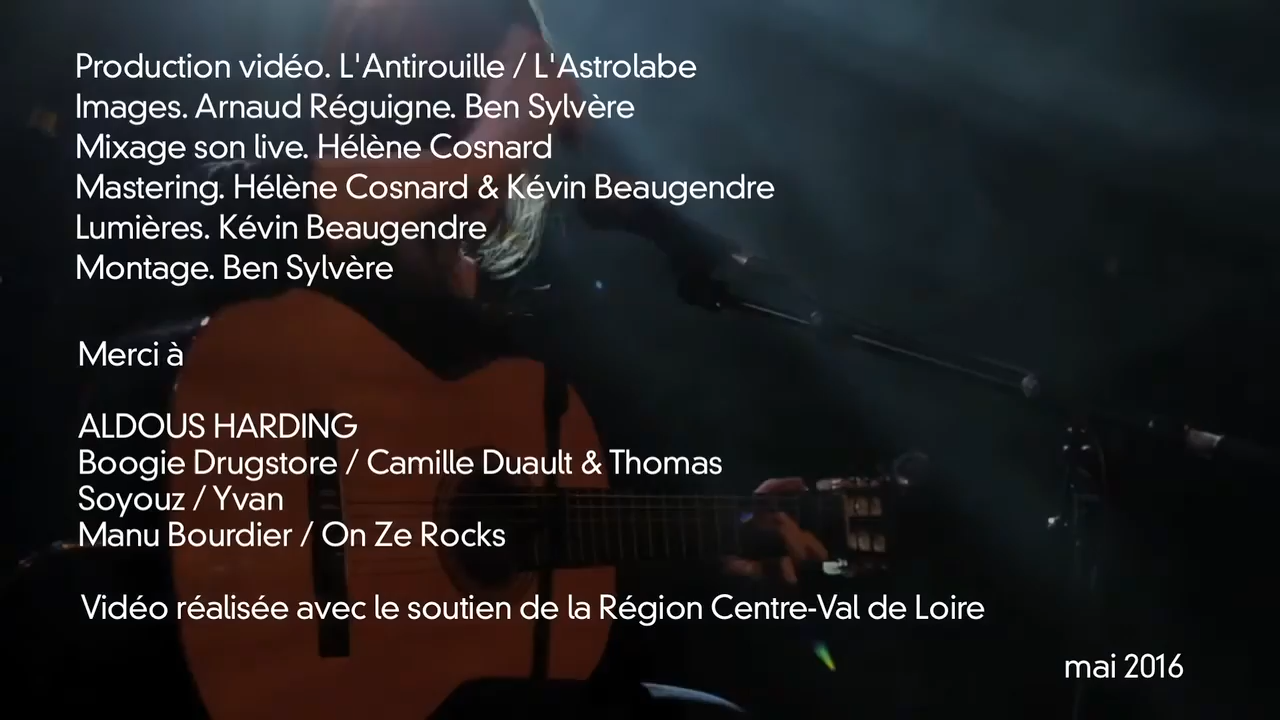 Production vidéo. L'Antirouille / L'Astrolabe
Images. Arnaud Réguigne. Ben Sylvère
Mixage son live. Hélène Cosnard
Mastering. Hélène Cosnard & Kévin Beaugendre
Lumières. Kévin Beaugendre
Montage. Ben Sylvère
Merci à
ALDOUS HARDING
Boogie Drugstore / Camille Duault & Thomas
Soyouz / Yvan
Manu Bourdier / On Ze Rocks
Vidéo réalisée avec le soutien de la Région Centre-Val de Loire
mai 2016